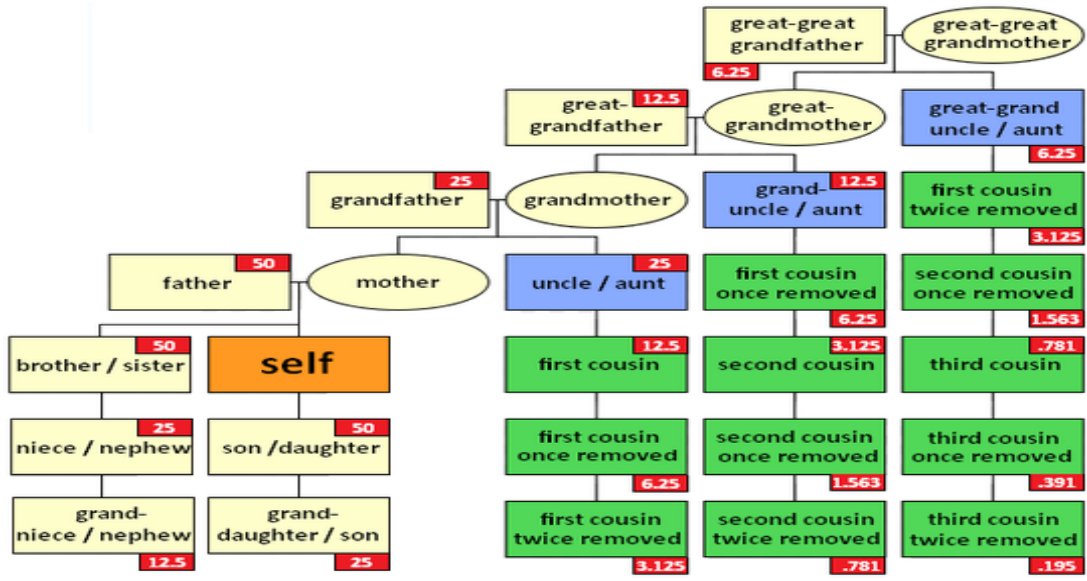 great-great
grandfather
6.25
great-great
grandmother
great-
grandfather
12.5
great-
grandmother
great-grand
uncle / aunt
6.25
grandfather
25
grandmother
grand-
uncle / aunt
12.5
first cousin
twice removed
3.125
father
50
mother
uncle / aunt
25
first cousin
once removed
6.25
second cousin
once removed
1.563
brother / sister
50
self
first cousin
12.5
second cousin
3.125
third cousin
.781
niece / nephew
25
son /daughter
50
first cousin
once removed
6.25
second cousin
once removed
1.563
third cousin
once removed
.391
grand-
niece / nephew
12.5
grand-
daughter / son
25
first cousin
twice removed
3.125
second cousin
twice removed
.781
third cousin
twice removed
.195